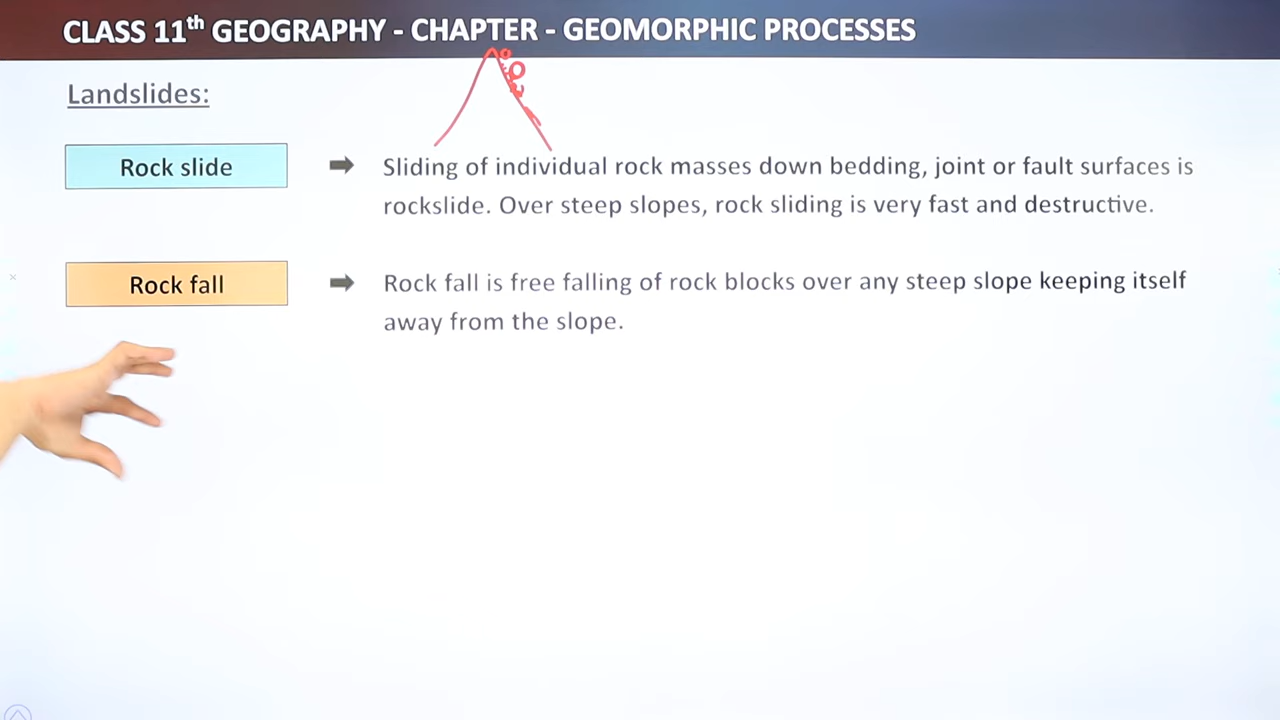 CLASS 11th GEOGRAPHY - CHAPTER - GEOMORPHIC PROCESSES
Landslides:
Rock slide
Sliding of individual rock masses down bedding, joint or fault surfaces is
rockslide. Over steep slopes, rock sliding is very fast and destructive.
Rock fall
Rock fall is free falling of rock blocks over any steep slope keeping itself
away from the slope.